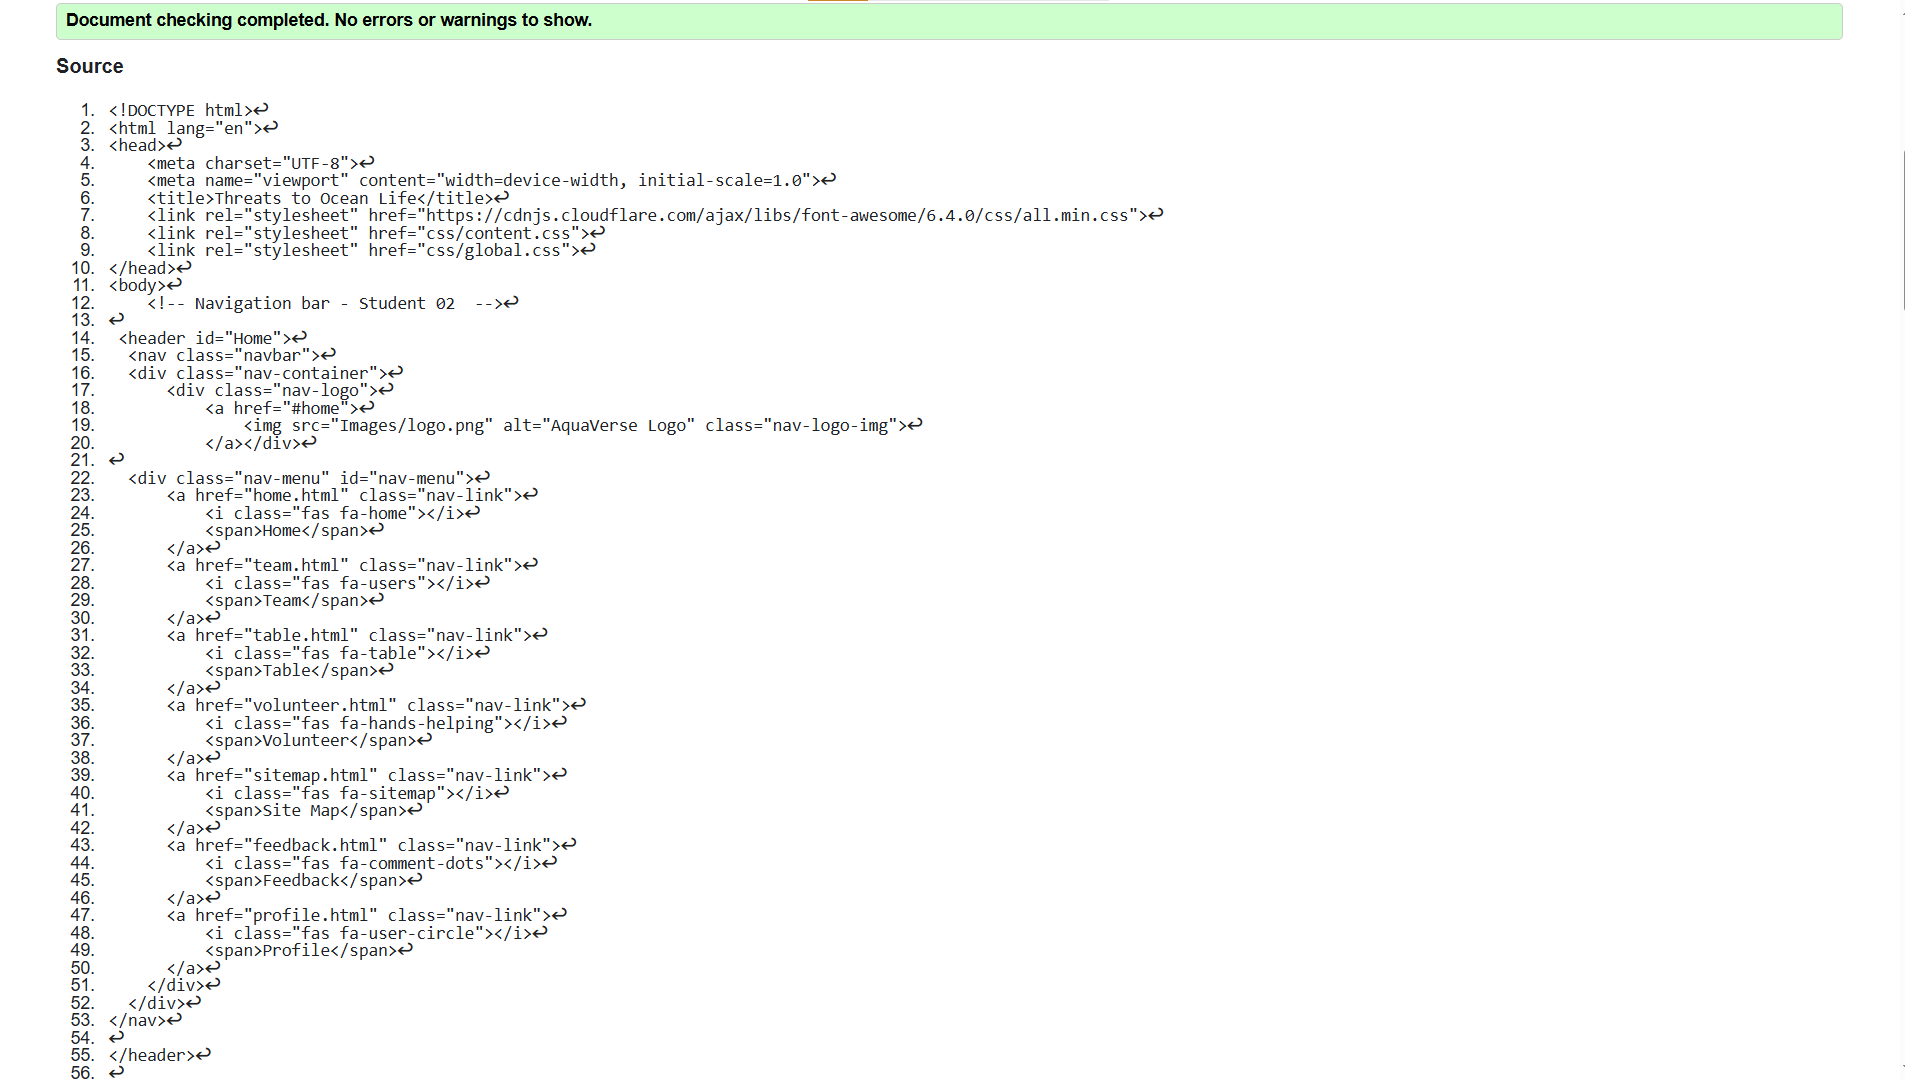 Document checking completed. No errors or warnings to show.
Source
1. <!DOCTYPE html>↩
2. <html lang="en">↩
3. <head>↩
4.     <meta charset="UTF-8">↩
5.     <meta name="viewport" content="width=device-width, initial-scale=1.0">↩
6.     <title>Threats to Ocean Life</title>↩
7.     <link rel="stylesheet" href="https://cdnjs.cloudflare.com/ajax/libs/font-awesome/6.4.0/css/all.min.css">↩
8.     <link rel="stylesheet" href="css/content.css">↩
9.     <link rel="stylesheet" href="css/global.css">↩
10. </head>↩
11. <body>↩
12.     <!-- Navigation bar - Student 02  -->↩
13. ↩
14.  <header id="Home">↩
15.   <nav class="navbar">↩
16.   <div class="nav-container">↩
17.       <div class="nav-logo">↩
18.           <a href="#home">↩
19.               <img src="Images/logo.png" alt="AquaVerse Logo" class="nav-logo-img">↩
20.           </a></div>↩
21. ↩
22.   <div class="nav-menu" id="nav-menu">↩
23.       <a href="home.html" class="nav-link">↩
24.           <i class="fas fa-home"></i>↩
25.           <span>Home</span>↩
26.       </a>↩
27.       <a href="team.html" class="nav-link">↩
28.           <i class="fas fa-users"></i>↩
29.           <span>Team</span>↩
30.       </a>↩
31.       <a href="table.html" class="nav-link">↩
32.           <i class="fas fa-table"></i>↩
33.           <span>Table</span>↩
34.       </a>↩
35.       <a href="volunteer.html" class="nav-link">↩
36.           <i class="fas fa-hands-helping"></i>↩
37.           <span>Volunteer</span>↩
38.       </a>↩
39.       <a href="sitemap.html" class="nav-link">↩
40.           <i class="fas fa-sitemap"></i>↩
41.           <span>Site Map</span>↩
42.       </a>↩
43.       <a href="feedback.html" class="nav-link">↩
44.           <i class="fas fa-comment-dots"></i>↩
45.           <span>Feedback</span>↩
46.       </a>↩
47.       <a href="profile.html" class="nav-link">↩
48.           <i class="fas fa-user-circle"></i>↩
49.           <span>Profile</span>↩
50.       </a>↩
51.     </div>↩
52.   </div>↩
53. </nav>↩
54. ↩
55. </header>↩
56. ↩